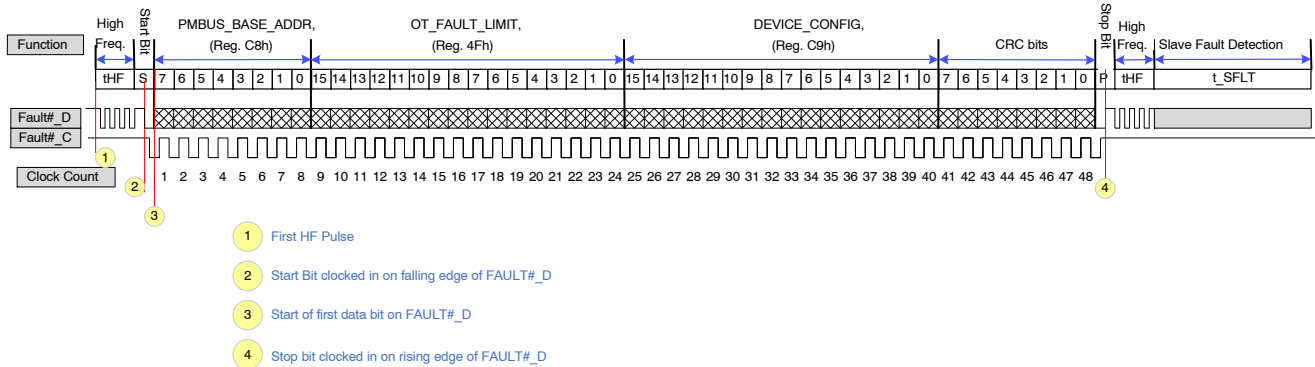 High Freq.
Start Bit
PMBUS_BASE_ADDR,
(Reg. C8h)
OT_FAULT_LIMIT,
(Reg. 4Fh)
DEVICE_CONFIG,
(Reg. C9h)
CRC bits
Stop Bit
High Freq.
Slave Fault Detection
Function
tHF S 7 6 5 4 3 2 1 0 15 14 13 12 11 10 9 8 7 6 5 4 3 2 1 0 15 14 13 12 11 10 9 8 7 6 5 4 3 2 1 0 7 6 5 4 3 2 1 0 P tHF t_SFLT
Fault#_D
Fault#_C
1
Clock Count
2
1 2 3 4 5 6 7 8 9 10 11 12 13 14 15 16 17 18 19 20 21 22 23 24 25 26 27 28 29 30 31 32 33 34 35 36 37 38 39 40 41 42 43 44 45 46 47 48
4
3
1 First HF Pulse
2 Start Bit clocked in on falling edge of FAULT#_D
3 Start of first data bit on FAULT#_D
4 Stop bit clocked in on rising edge of FAULT#_D